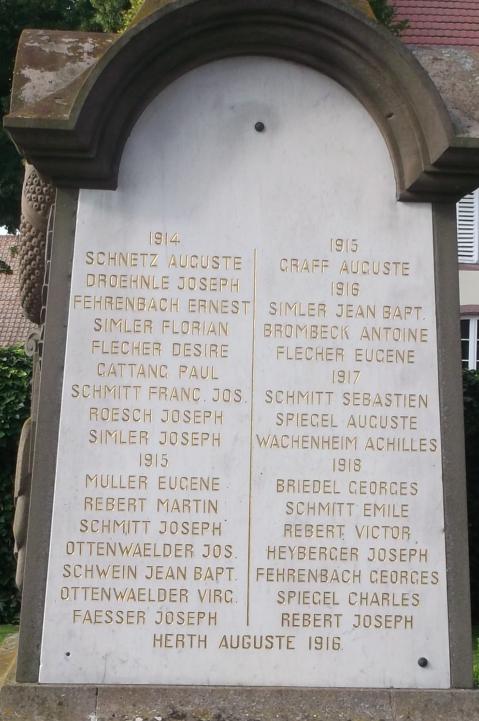 1914
SCHNETZ AUGUSTE
DROEHNLE JOSEPH
FEHRENBACH ERNEST
SIMLER FLORIAN
FLECHER DESIRE
GATTANG PAUL
SCHMITT FRANÇ. JOS.
ROESCH JOSEPH
SIMLER JOSEPH
1915
MULLER EUGENE
REBERT MARTIN
SCHMITT JOSEPH
OTTENWAELDER JOS.
SCHWEIN JEAN BAPT.
OTTENWAELDER VIRG.
FAESSER JOSEPH
1915
GRAFF AUGUSTE
1916
SIMLER JEAN BAPT.
BROMBECK ANTOINE
FLECHER EUGENE
1917
SCHMITT SEBASTIEN
SPIEGEL AUGUSTE
WACHENHEIM ACHILLES
1918
BRIEDEL GEORGES
SCHMITT EMILE
REBERT VICTOR
HEYBERGER JOSEPH
FEHRENBACH GEORGES
SPIEGEL CHARLES
REBERT JOSEPH
HERTH AUGUSTE 1916.